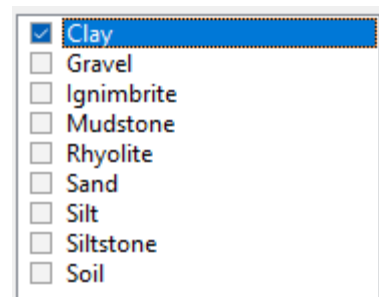 Clay
Gravel
Ignimbrite
Mudstone
Rhyolite
Sand
Silt
Siltstone
Soil